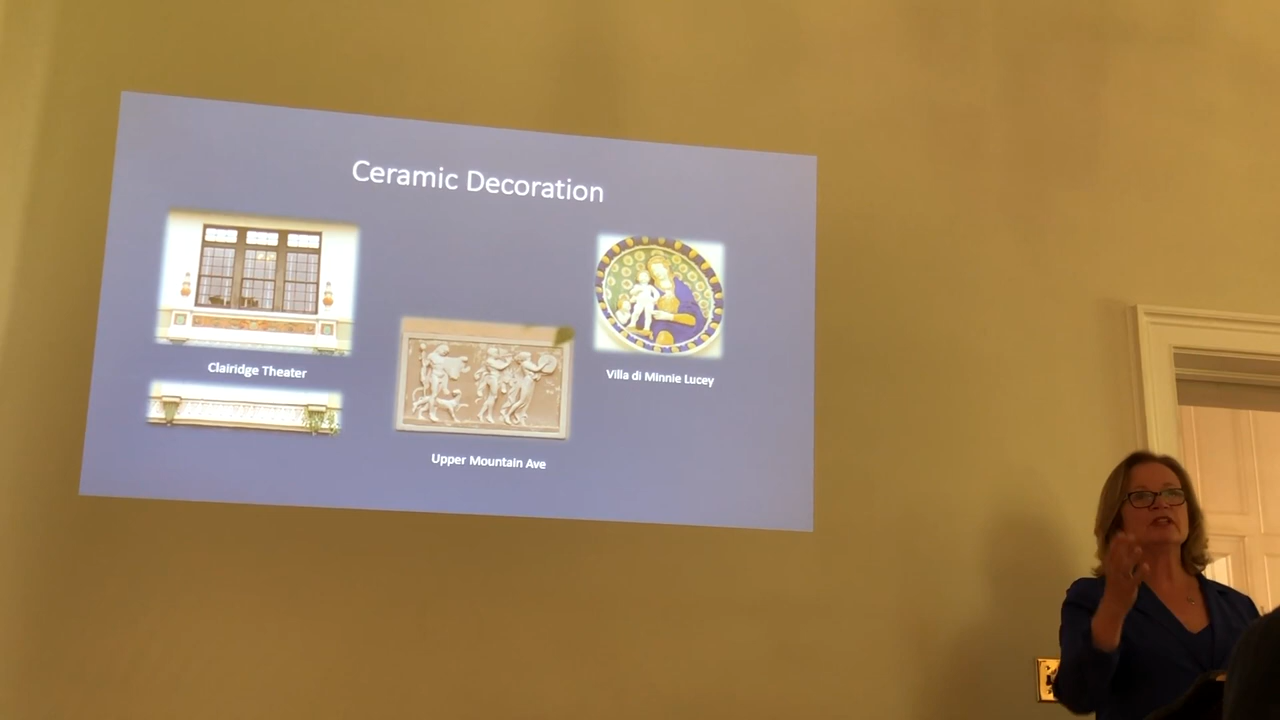 Ceramic Decoration
Clairidge Theater
Upper Mountain Ave
Villa di Minnie Lucey